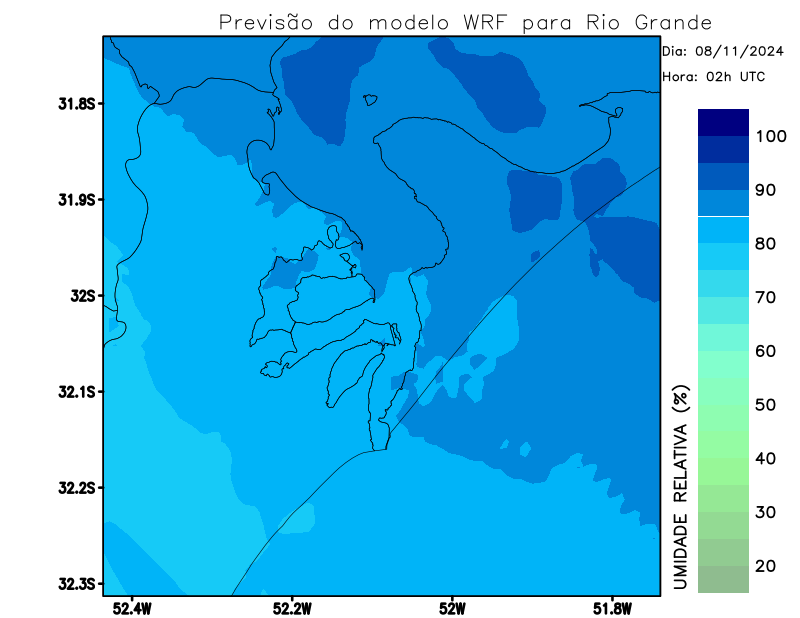 Previsão do modelo WRF para Rio Grande
Dia: 08/11/2024
Hora: 02h UTC
31.8S
31.9S
32S
32.1S
32.2S
32.3S
52.4W
52.2W
52W
51.8W
100
90
80
70
60
50
40
30
20
UMIDADE RELATIVA (%)